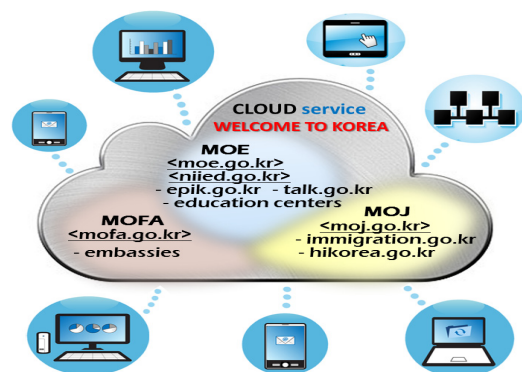 CLOUD service
WELCOME TO KOREA
MOE
<moe.go.kr>
<niied.go.kr>
- epik.go.kr - talk.go.kr
- education centers
MOFA
<mofa.go.kr>
- embassies
MOJ
<moj.go.kr>
- immigration.go.kr
- hikorea.go.kr